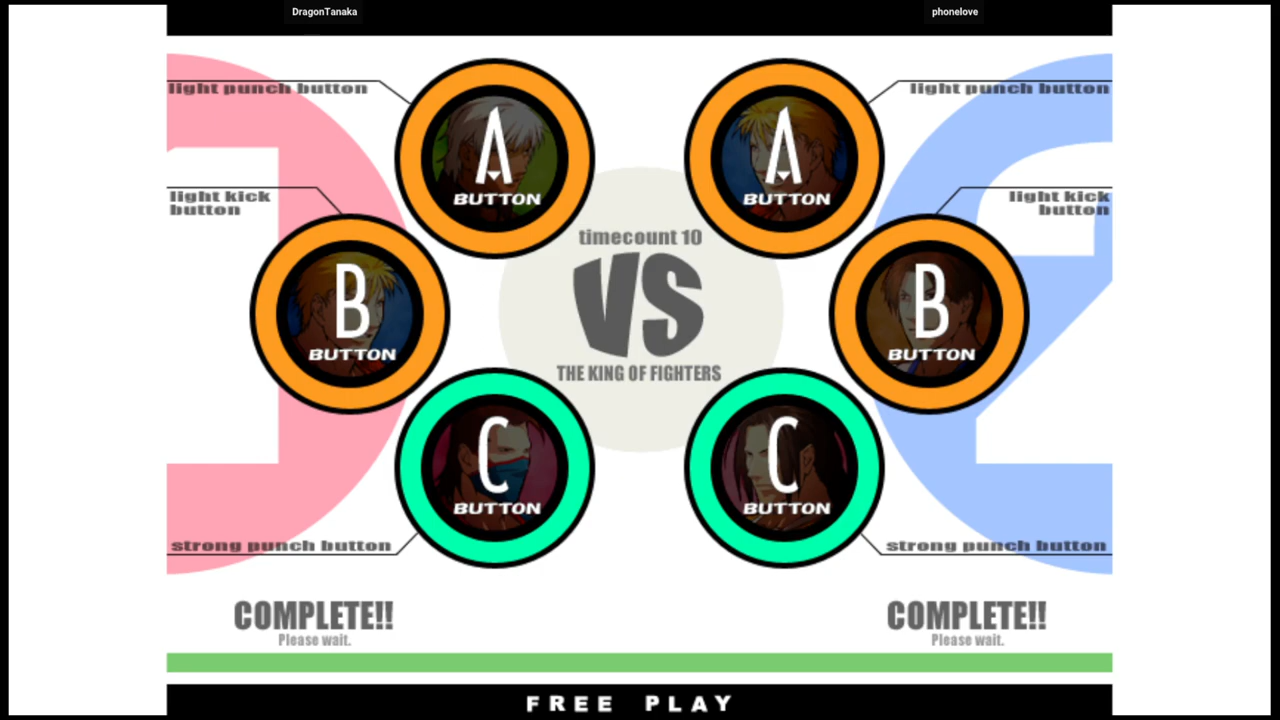 DragonTanaka
phonelove
light punch button
light punch button
A
BUTTON
A
BUTTON
light kick
button
light kick
button
timecount 10
VS
THE KING OF FIGHTERS
B
BUTTON
B
BUTTON
C
BUTTON
C
BUTTON
strong punch button
strong punch button
COMPLETE!!
Please wait.
COMPLETE!!
Please wait.
FREE PLAY
1
2